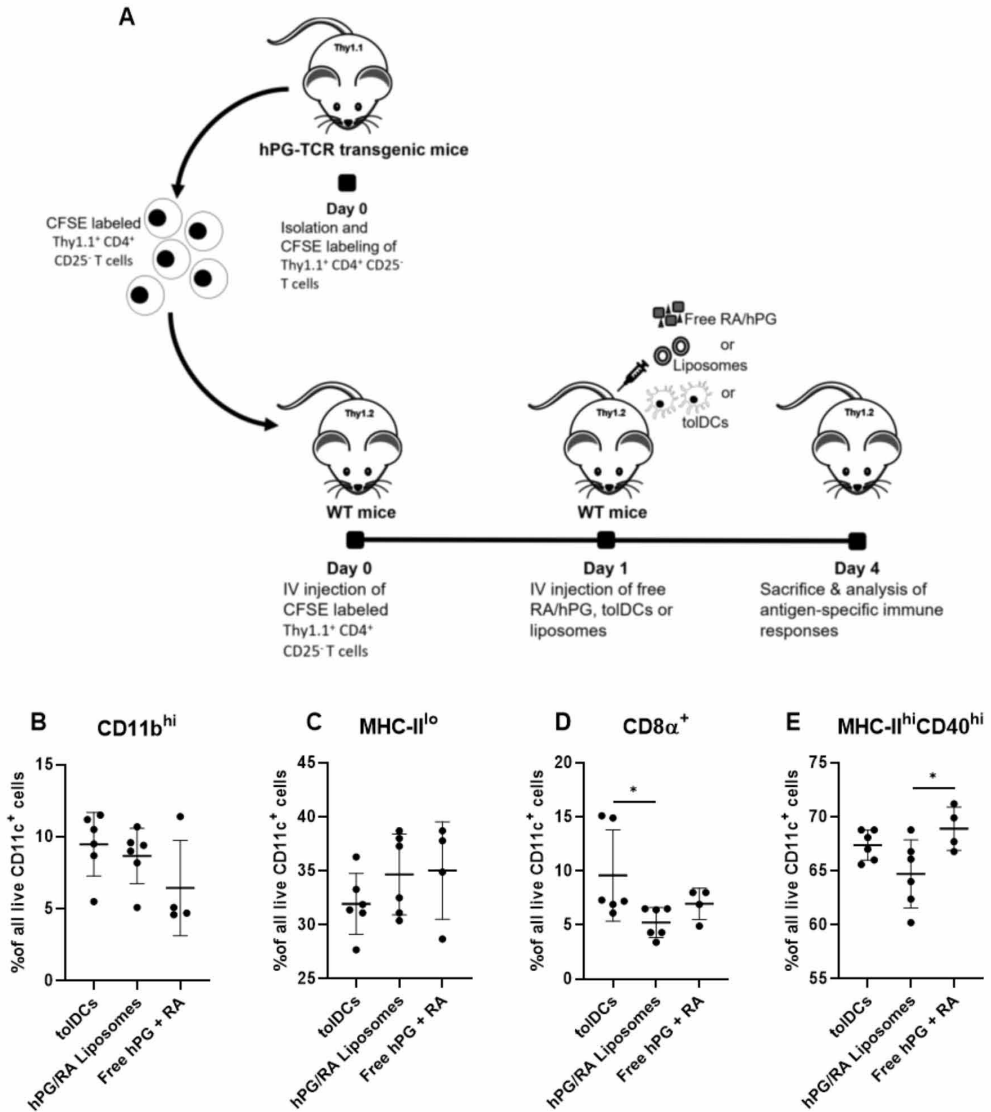 A
Thy1.1
hPG-TCR transgenic mice
Day 0
Isolation and
CFSE labeling of
Thy1.1⁺ CD4⁺ CD25⁻
T cells
CFSE labeled
Thy1.1⁺ CD4⁺
CD25⁻ T cells
Free RA/hPG
or
Liposomes
or
tolDCs
Thy1.2
Thy1.2
Thy1.2
WT mice
WT mice
Day 0
IV injection of
CFSE labeled
Thy1.1⁺ CD4⁺
CD25⁻ T cells
Day 1
IV injection of free
RA/hPG, tolDCs or
liposomes
Day 4
Sacrifice & analysis of
antigen-specific immune
responses
B
CD11bʰⁱ
%of all live CD11c⁺ cells
15
10
5
0
tolDCs
hPG/RA Liposomes
Free hPG + RA
C
MHC-IIˡᵒ
%of all live CD11c⁺ cells
45
40
35
30
25
tolDCs
hPG/RA Liposomes
Free hPG + RA
D
CD8α⁺
%of all live CD11c⁺ cells
20
15
10
5
0
*
tolDCs
hPG/RA Liposomes
Free hPG + RA
E
MHC-IIʰⁱCD40ʰⁱ
%of all live CD11c⁺ cells
75
70
65
60
55
*
tolDCs
hPG/RA Liposomes
Free hPG + RA